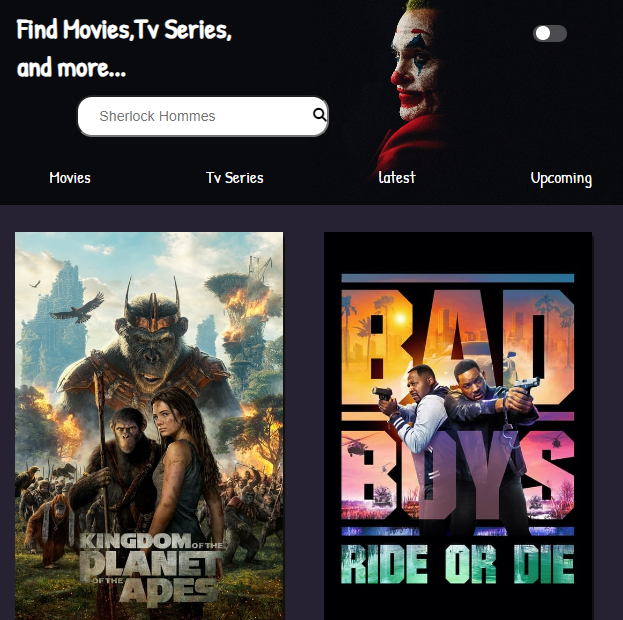 Find Movies,Tv Series,
and more...
Sherlock Hommes
Movies Tv Series latest Upcoming
KINGDOM OF THE
PLANET
OF THE APES
BAD
BOYS
RIDE OR DIE